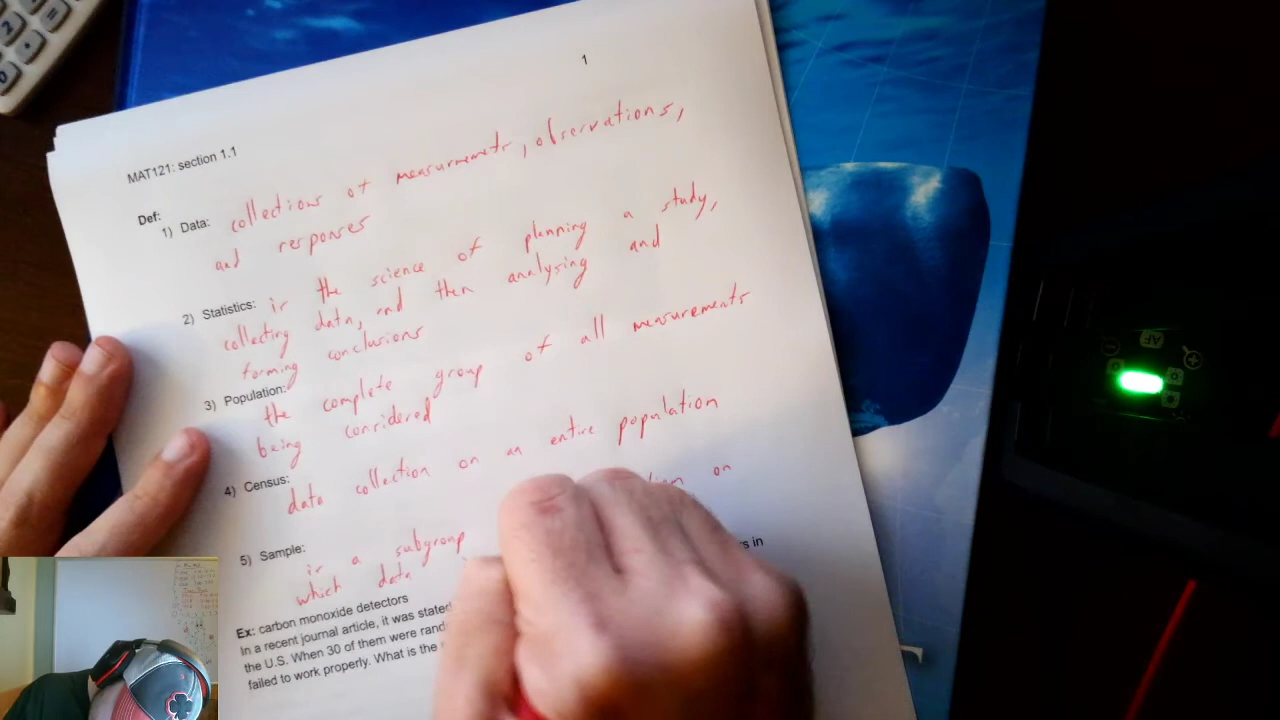 1
MAT121: section 1.1
Def:
1) Data: collections of measurements, observations,
and responses
2) Statistics: is the science of planning a study,
collecting data, and then analysing and
forming conclusions
3) Population:
the complete group of all measurements
being considered
4) Census:
data collection on an entire population
5) Sample:
is a subgroup on
which data
Ex: carbon monoxide detectors
In a recent journal article, it was stated in
the U.S. When 30 of them were
failed to work properly. What is the
AF